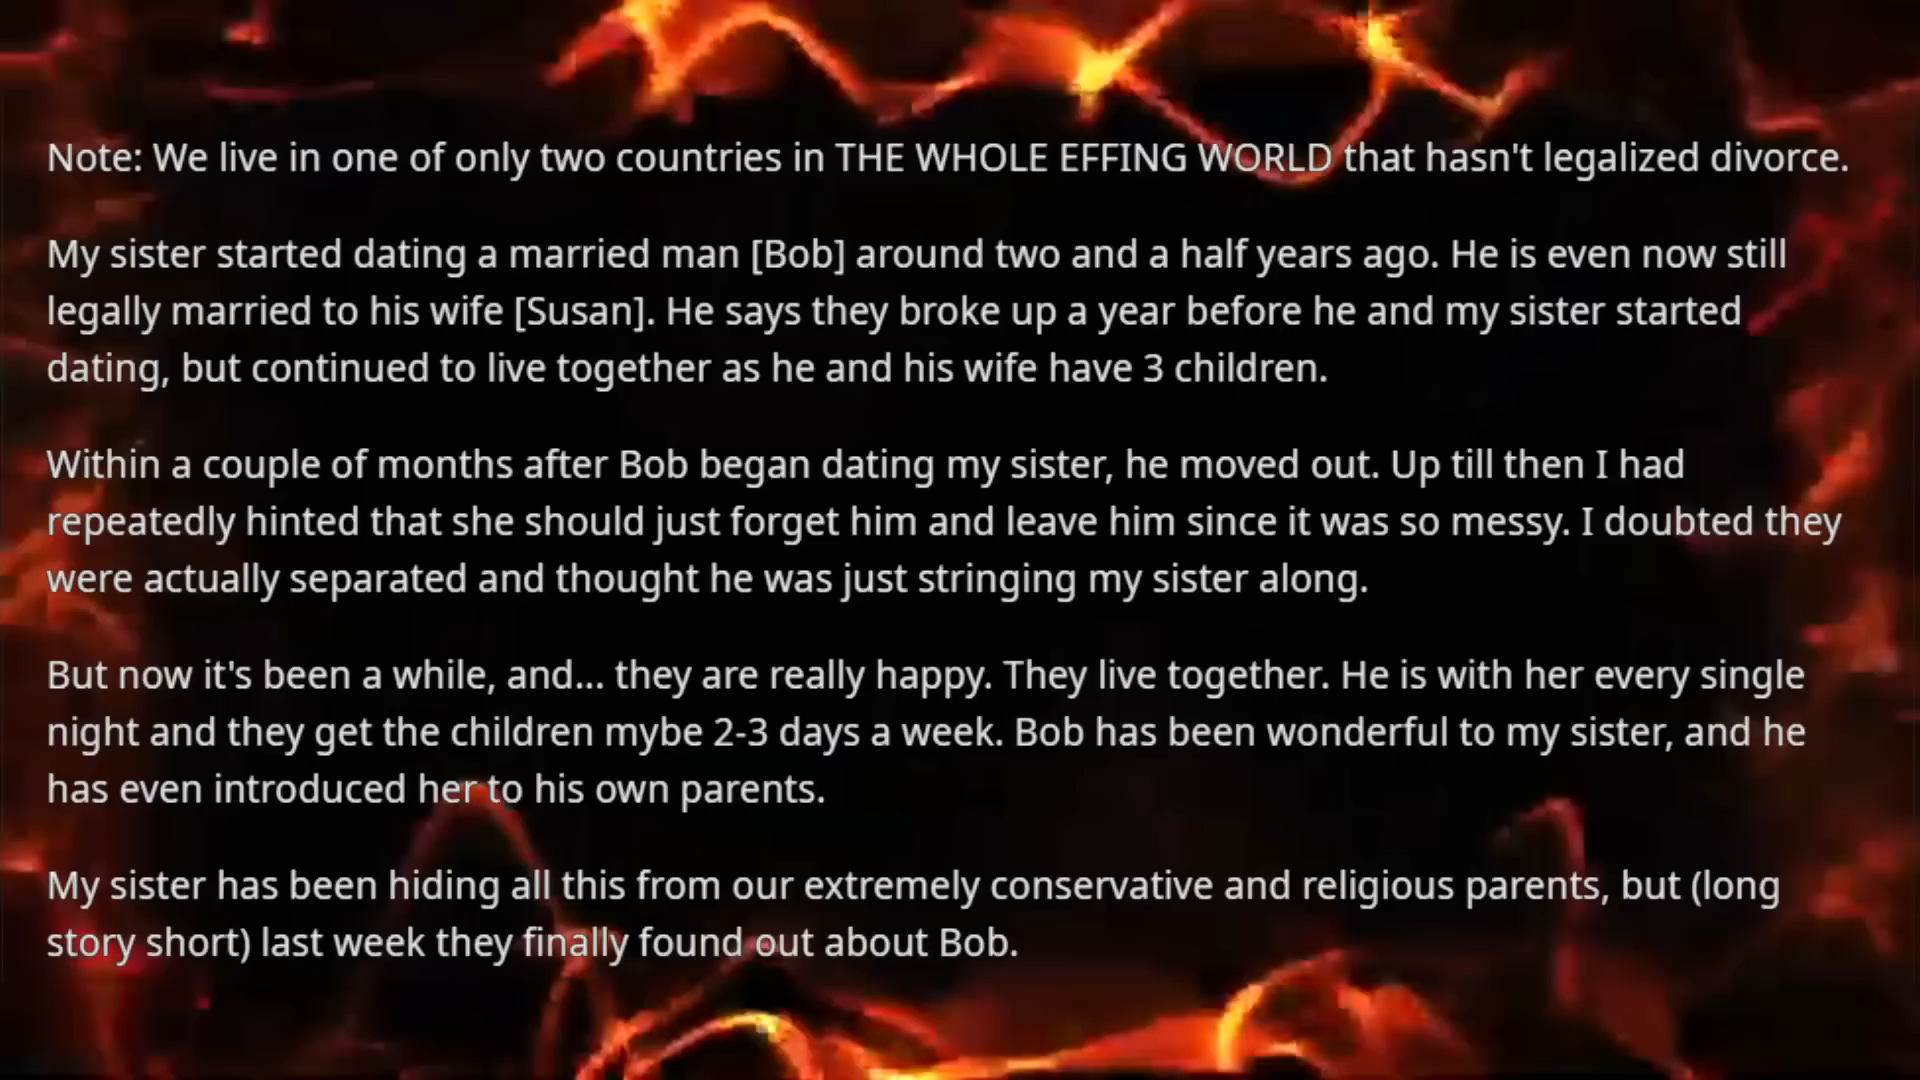 Note: We live in one of only two countries in THE WHOLE EFFING WORLD that hasn't legalized divorce.
My sister started dating a married man [Bob] around two and a half years ago. He is even now still
legally married to his wife [Susan]. He says they broke up a year before he and my sister started
dating, but continued to live together as he and his wife have 3 children.
Within a couple of months after Bob began dating my sister, he moved out. Up till then I had
repeatedly hinted that she should just forget him and leave him since it was so messy. I doubted they
were actually separated and thought he was just stringing my sister along.
But now it's been a while, and... they are really happy. They live together. He is with her every single
night and they get the children mybe 2-3 days a week. Bob has been wonderful to my sister, and he
has even introduced her to his own parents.
My sister has been hiding all this from our extremely conservative and religious parents, but (long
story short) last week they finally found out about Bob.